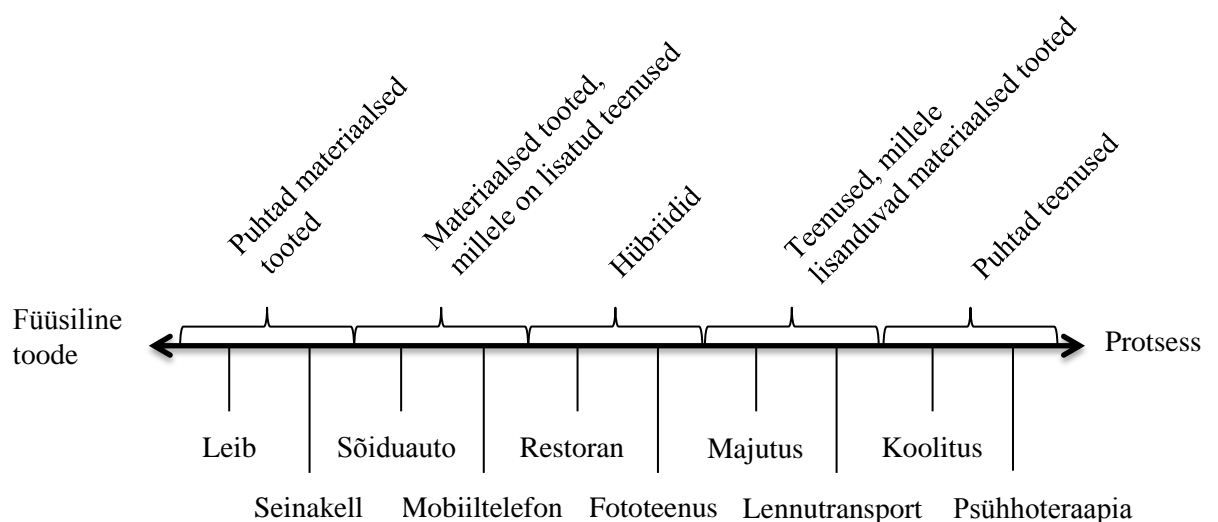 Puhtad materiaalsed
tooted
Materiaalsed tooted,
millele on lisatud teenused
Hübriidid
Teenused, millele
lisanduvad materiaalsed tooted
Puhtad teenused
Füüsiline
toode
Protsess
Leib
Sõiduauto
Restoran
Majutus
Koolitus
Seinakell
Mobiiltelefon
Fototeenus
Lennutransport
Psühhoteraapia